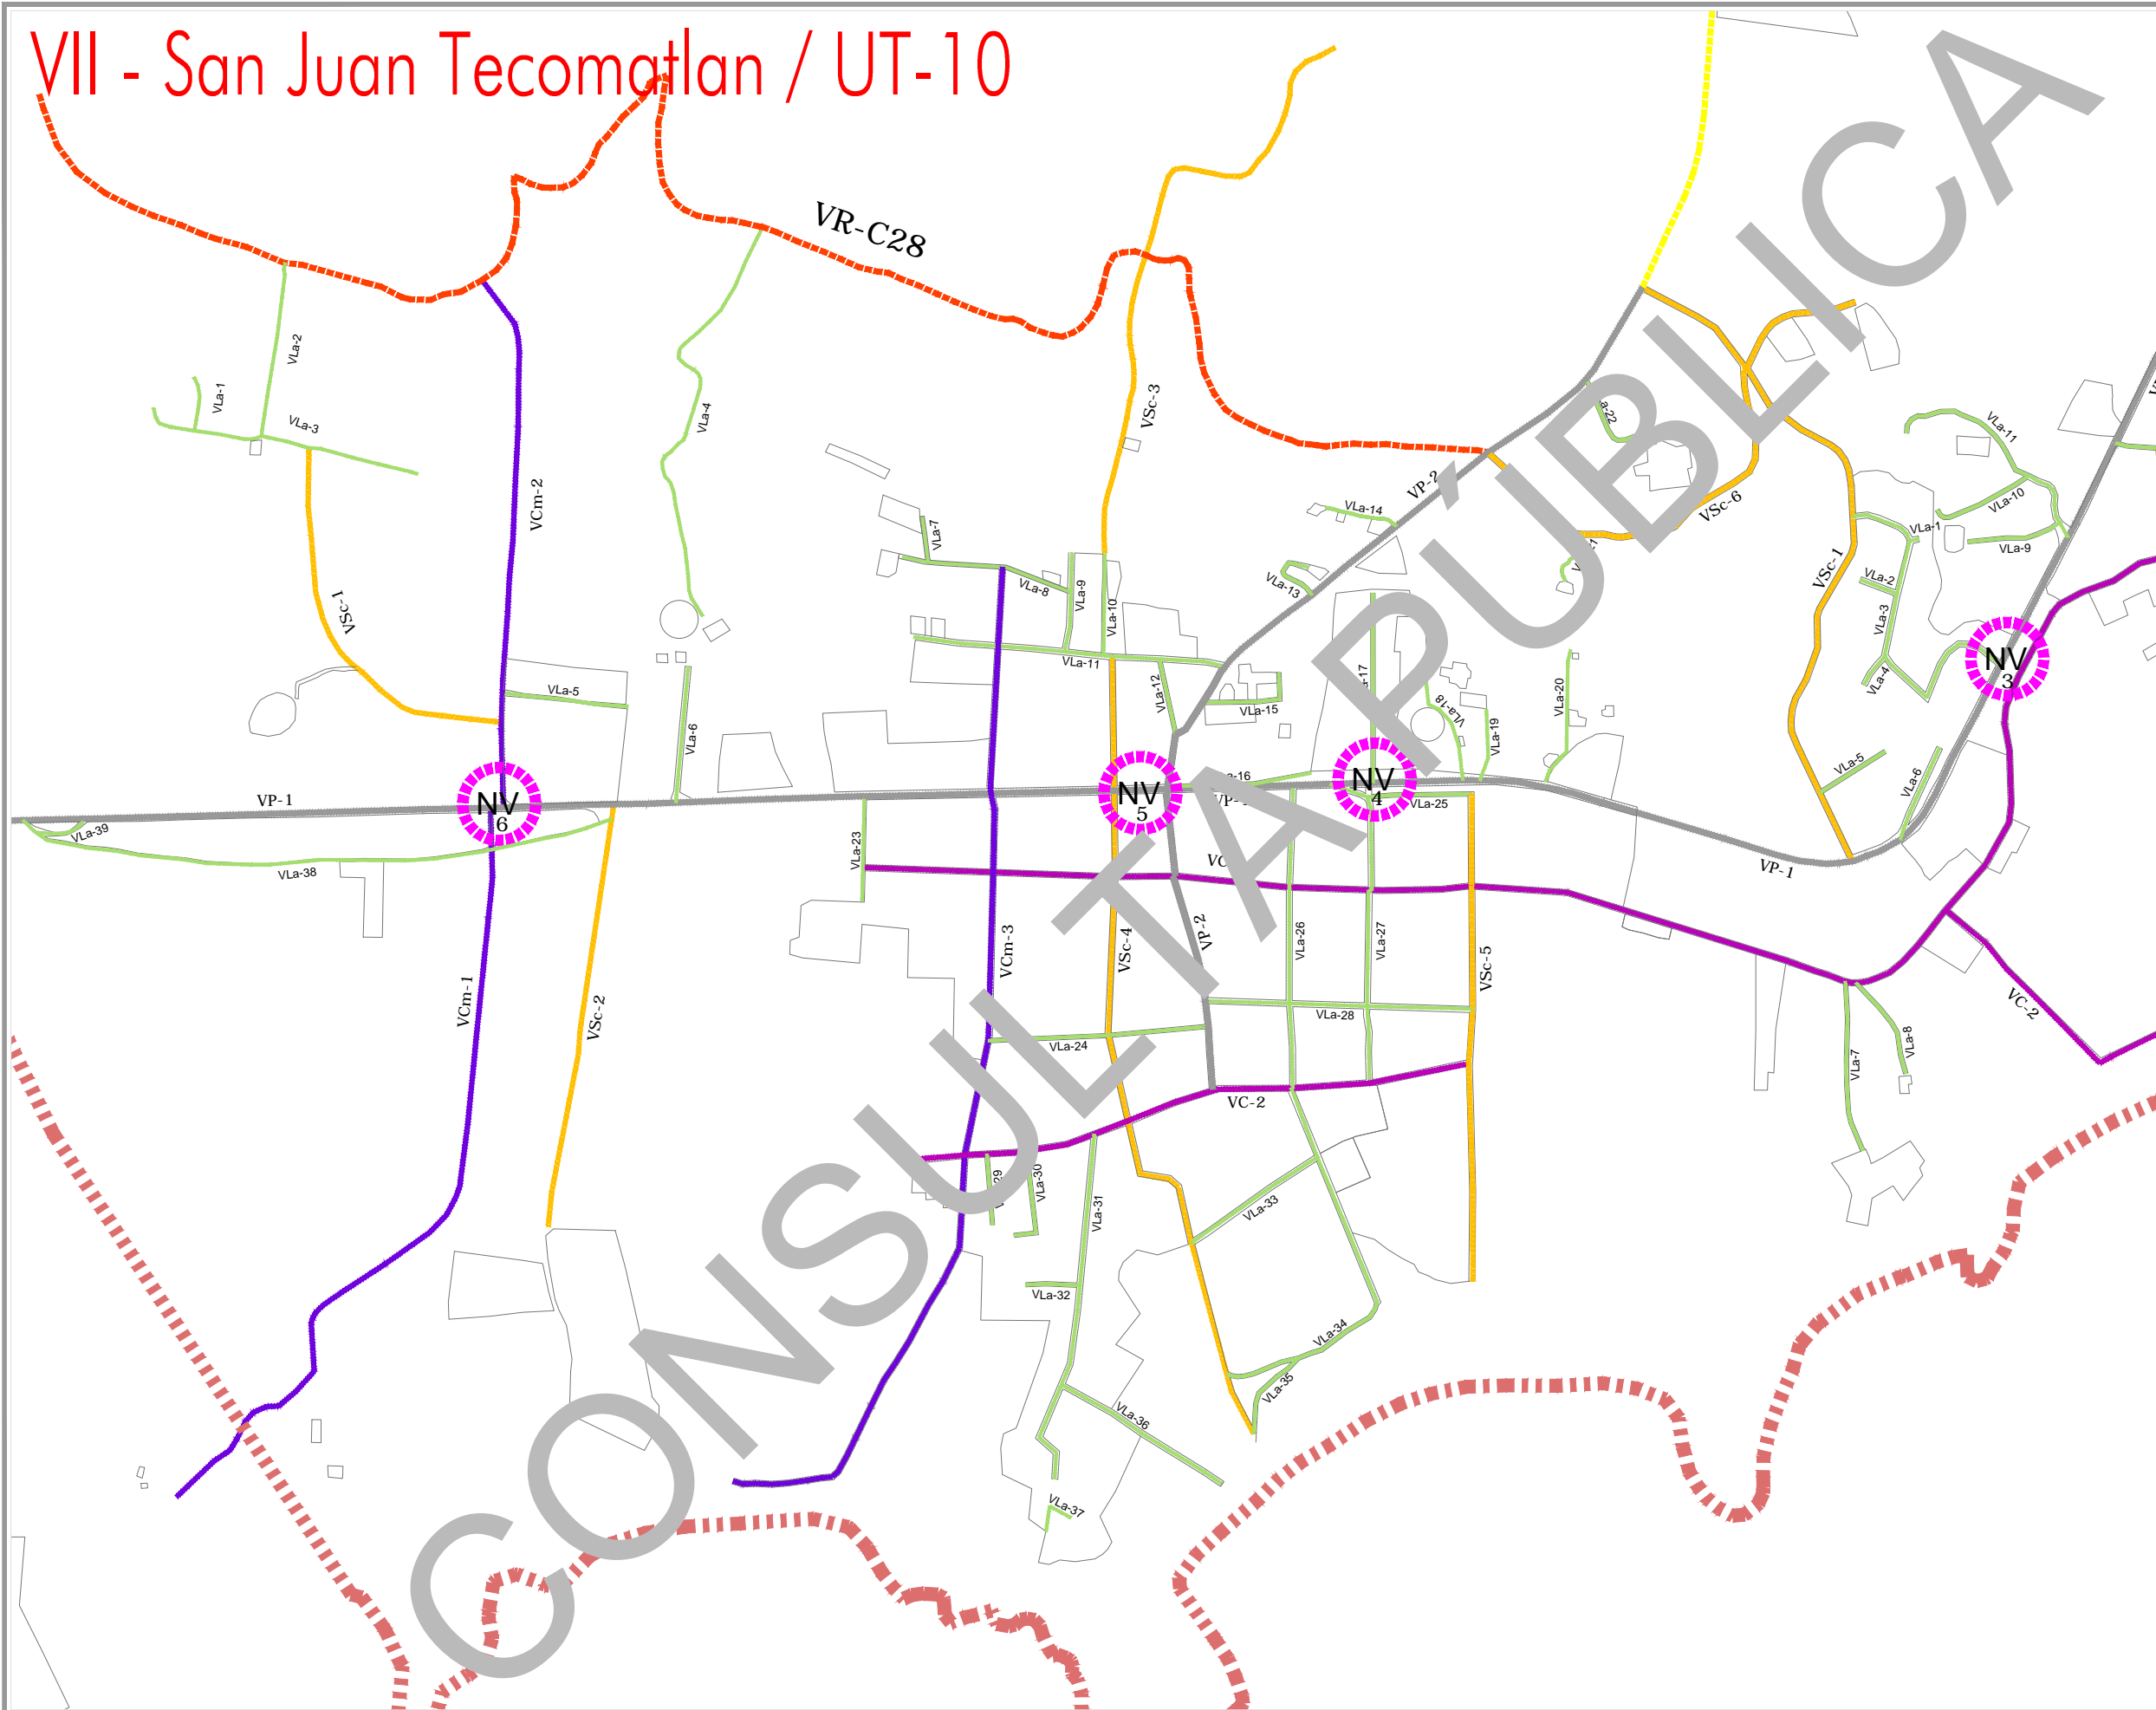 VII - San Juan Tecomatlan / UT-10
VR-C28
VLa-2
VLa-1
VLa-3
VLa-4
VSc-3
VCm-2
VSc-1
VLa-5
VLa-6
VP-1
NV
6
VLa-39
VLa-38
VCm-1
VSc-2
VLa-7
VLa-8
VLa-9
VLa-10
VLa-11
VLa-12
VLa-13
VLa-14
VP-2
VLa-15
VLa-18
VLa-19
VLa-20
VSc-6
VSc-1
VLa-11
VLa-10
VLa-9
VLa-1
VLa-2
VLa-3
VLa-4
NV
3
VLa-5
VLa-6
VP-1
NV
5
NV
4
VLa-25
VLa-23
VCm-3
VSc-4
VP-2
VLa-26
VLa-27
VSc-5
VLa-28
VLa-24
VC-2
VC-2
VLa-7
VLa-8
VLa-30
VLa-31
VLa-32
VLa-33
VLa-34
VLa-35
VLa-36
VLa-37
CONSULTA PÚBLICA